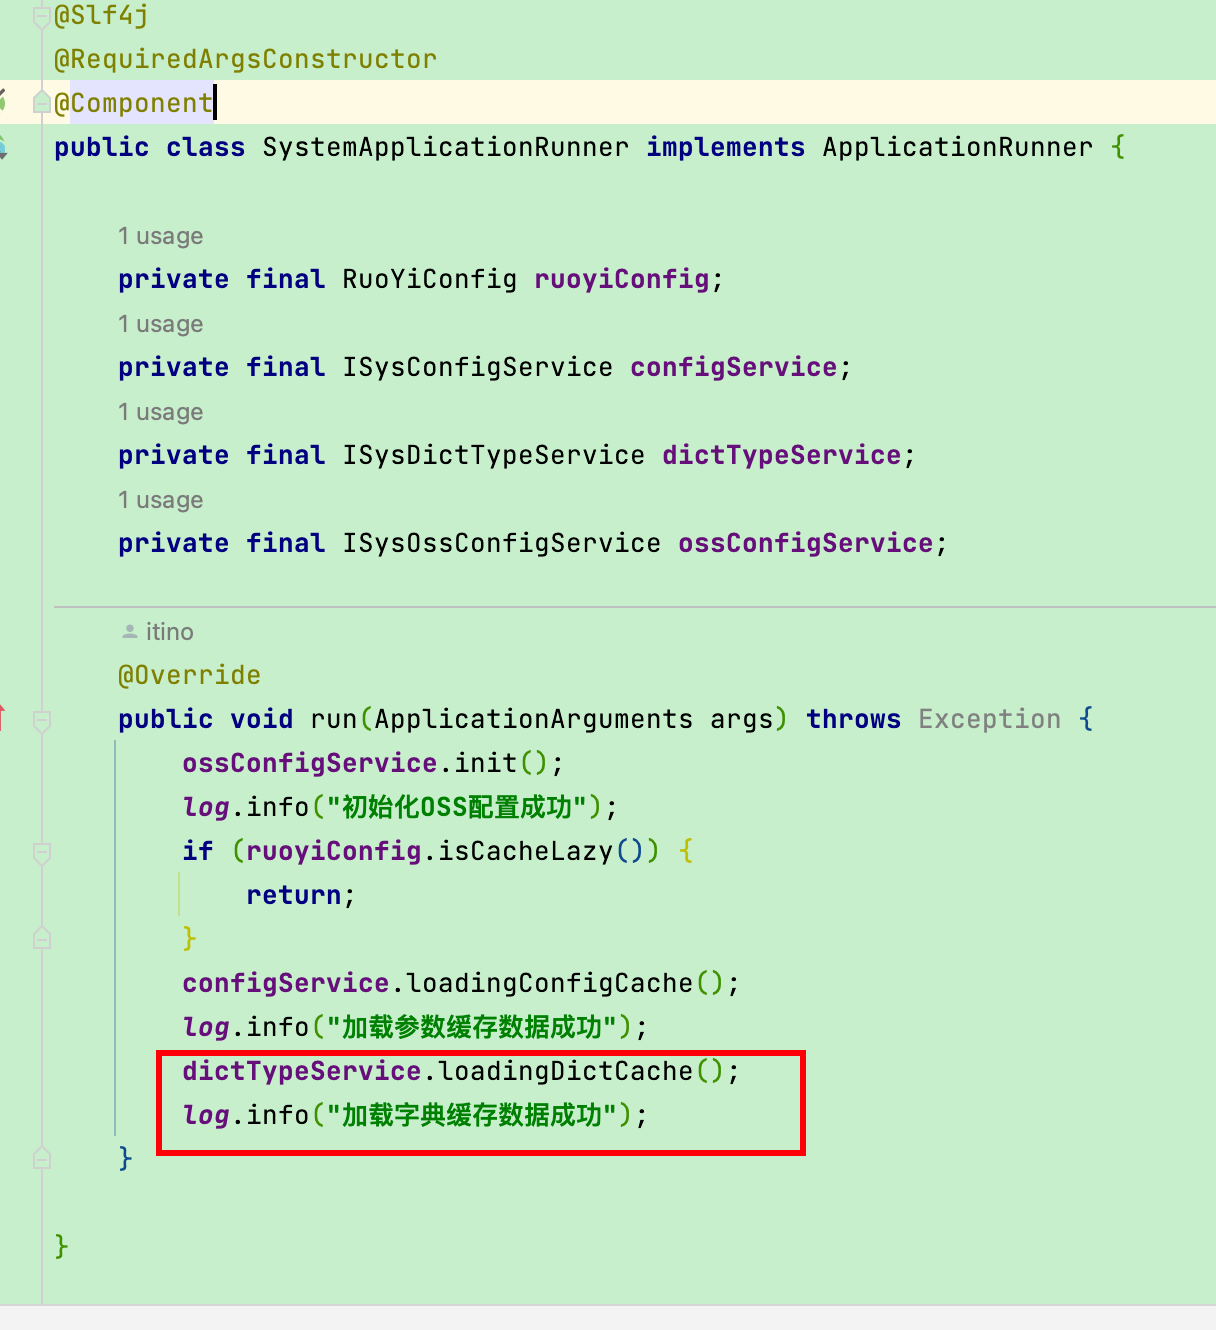 @Slf4j
@RequiredArgsConstructor
@Component
public class SystemApplicationRunner implements ApplicationRunner {
1 usage
private final RuoYiConfig ruoyiConfig;
1 usage
private final ISysConfigService configService;
1 usage
private final ISysDictTypeService dictTypeService;
1 usage
private final ISysOssConfigService ossConfigService;
itino
@Override
public void run(ApplicationArguments args) throws Exception {
ossConfigService.init();
log.info("初始化OSS配置成功");
if (ruoyiConfig.isCacheLazy()) {
return;
}
configService.loadingConfigCache();
log.info("加载参数缓存数据成功");
dictTypeService.loadingDictCache();
log.info("加载字典缓存数据成功");
}
}